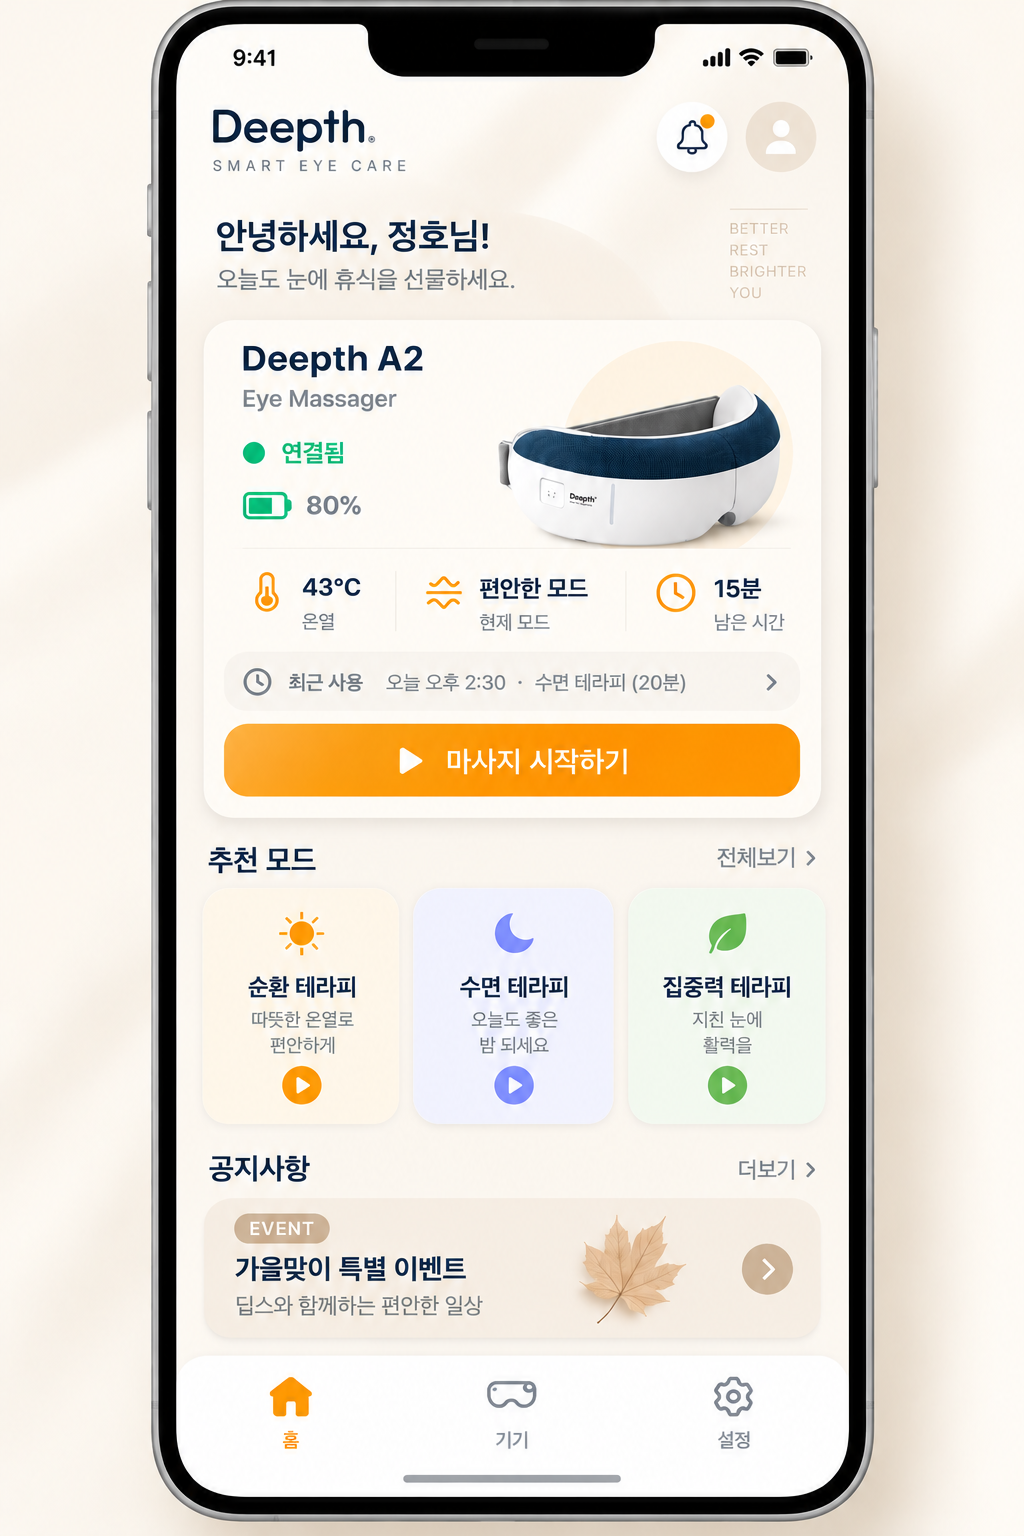 9:41
Deepth
SMART EYE CARE
안녕하세요, 정호님!
오늘도 눈에 휴식을 선물하세요.
BETTER
REST
BRIGHTER
YOU
Deepth A2
Eye Massager
연결됨
80%
Deepth
43°C
온열
편안한 모드
현재 모드
15분
남은 시간
최근 사용 오늘 오후 2:30 · 수면 테라피 (20분)
마사지 시작하기
추천 모드
전체보기
순환 테라피
따뜻한 온열로
편안하게
수면 테라피
오늘도 좋은
밤 되세요
집중력 테라피
지친 눈에
활력을
공지사항
더보기
EVENT
가을맞이 특별 이벤트
딥스와 함께하는 편안한 일상
홈
기기
설정